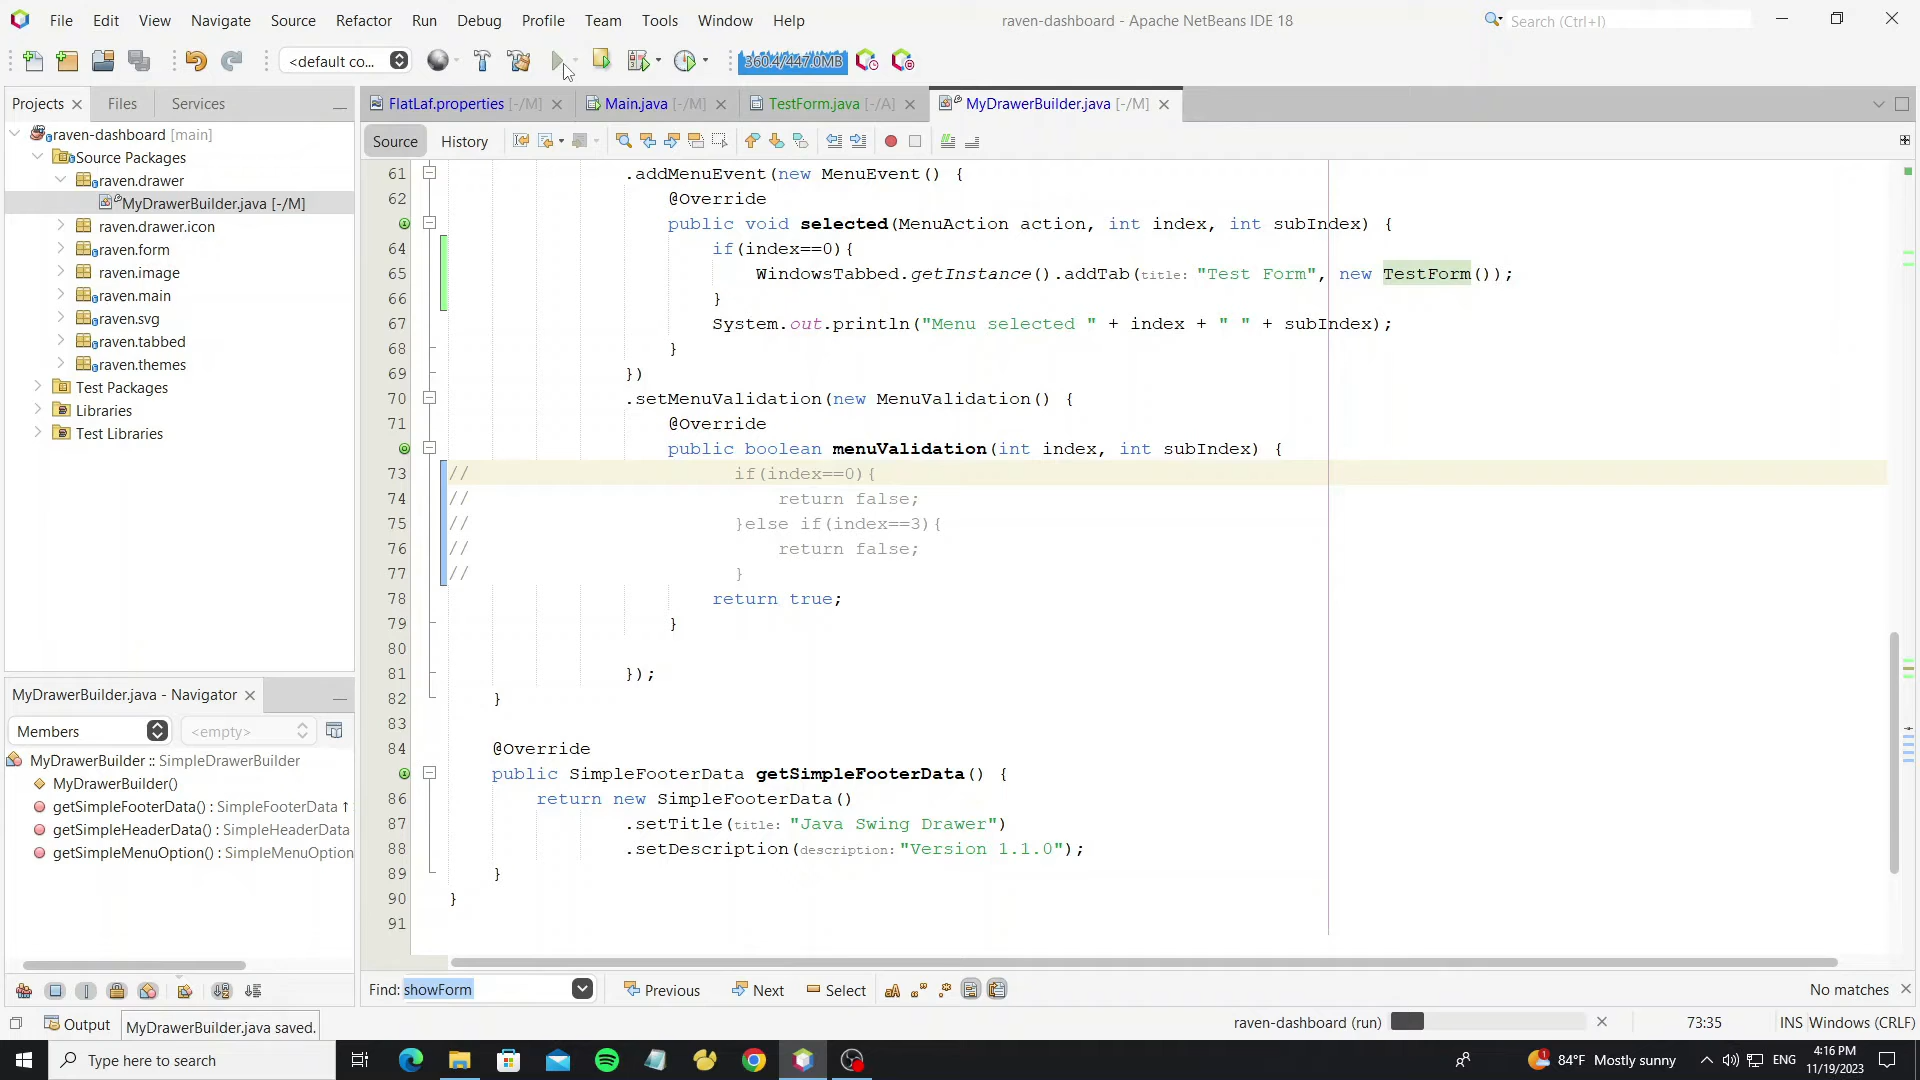 File Edit View Navigate Source Refactor Run Debug Profile Team Tools Window Help
raven-dashboard - Apache NetBeans IDE 18
Search (Ctrl+I)
<default co...
360.4/447.0MB
Projects Files Services
FlatLaf.properties [-/M] Main.java [-/M] TestForm.java [-/A] MyDrawerBuilder.java [-/M]
Source History
raven-dashboard [main]
Source Packages
raven.drawer
MyDrawerBuilder.java [-/M]
raven.drawer.icon
raven.form
raven.image
raven.main
raven.svg
raven.tabbed
raven.themes
Test Packages
Libraries
Test Libraries
61 .addMenuEvent(new MenuEvent() {
62 @Override
public void selected(MenuAction action, int index, int subIndex) {
64 if(index==0){
65 WindowsTabbed.getInstance().addTab(title: "Test Form", new TestForm());
66 }
67 System.out.println("Menu selected " + index + " " + subIndex);
68 }
69 })
70 .setMenuValidation(new MenuValidation() {
71 @Override
public boolean menuValidation(int index, int subIndex) {
73 // if(index==0){
74 // return false;
75 // }else if(index==3){
76 // return false;
77 // }
78 return true;
79 }
80
81 });
82 }
83
84 @Override
public SimpleFooterData getSimpleFooterData() {
86 return new SimpleFooterData()
87 .setTitle(title: "Java Swing Drawer")
88 .setDescription(description: "Version 1.1.0");
89 }
90 }
91
MyDrawerBuilder.java - Navigator
Members <empty>
MyDrawerBuilder :: SimpleDrawerBuilder
MyDrawerBuilder()
getSimpleFooterData() : SimpleFooterData ↑
getSimpleHeaderData() : SimpleHeaderData
getSimpleMenuOption() : SimpleMenuOption
Find: showForm Previous Next Select aA No matches
Output MyDrawerBuilder.java saved. raven-dashboard (run) 73:35 INS Windows (CRLF)
Type here to search
1 84°F Mostly sunny ENG
4:16 PM
11/19/2023